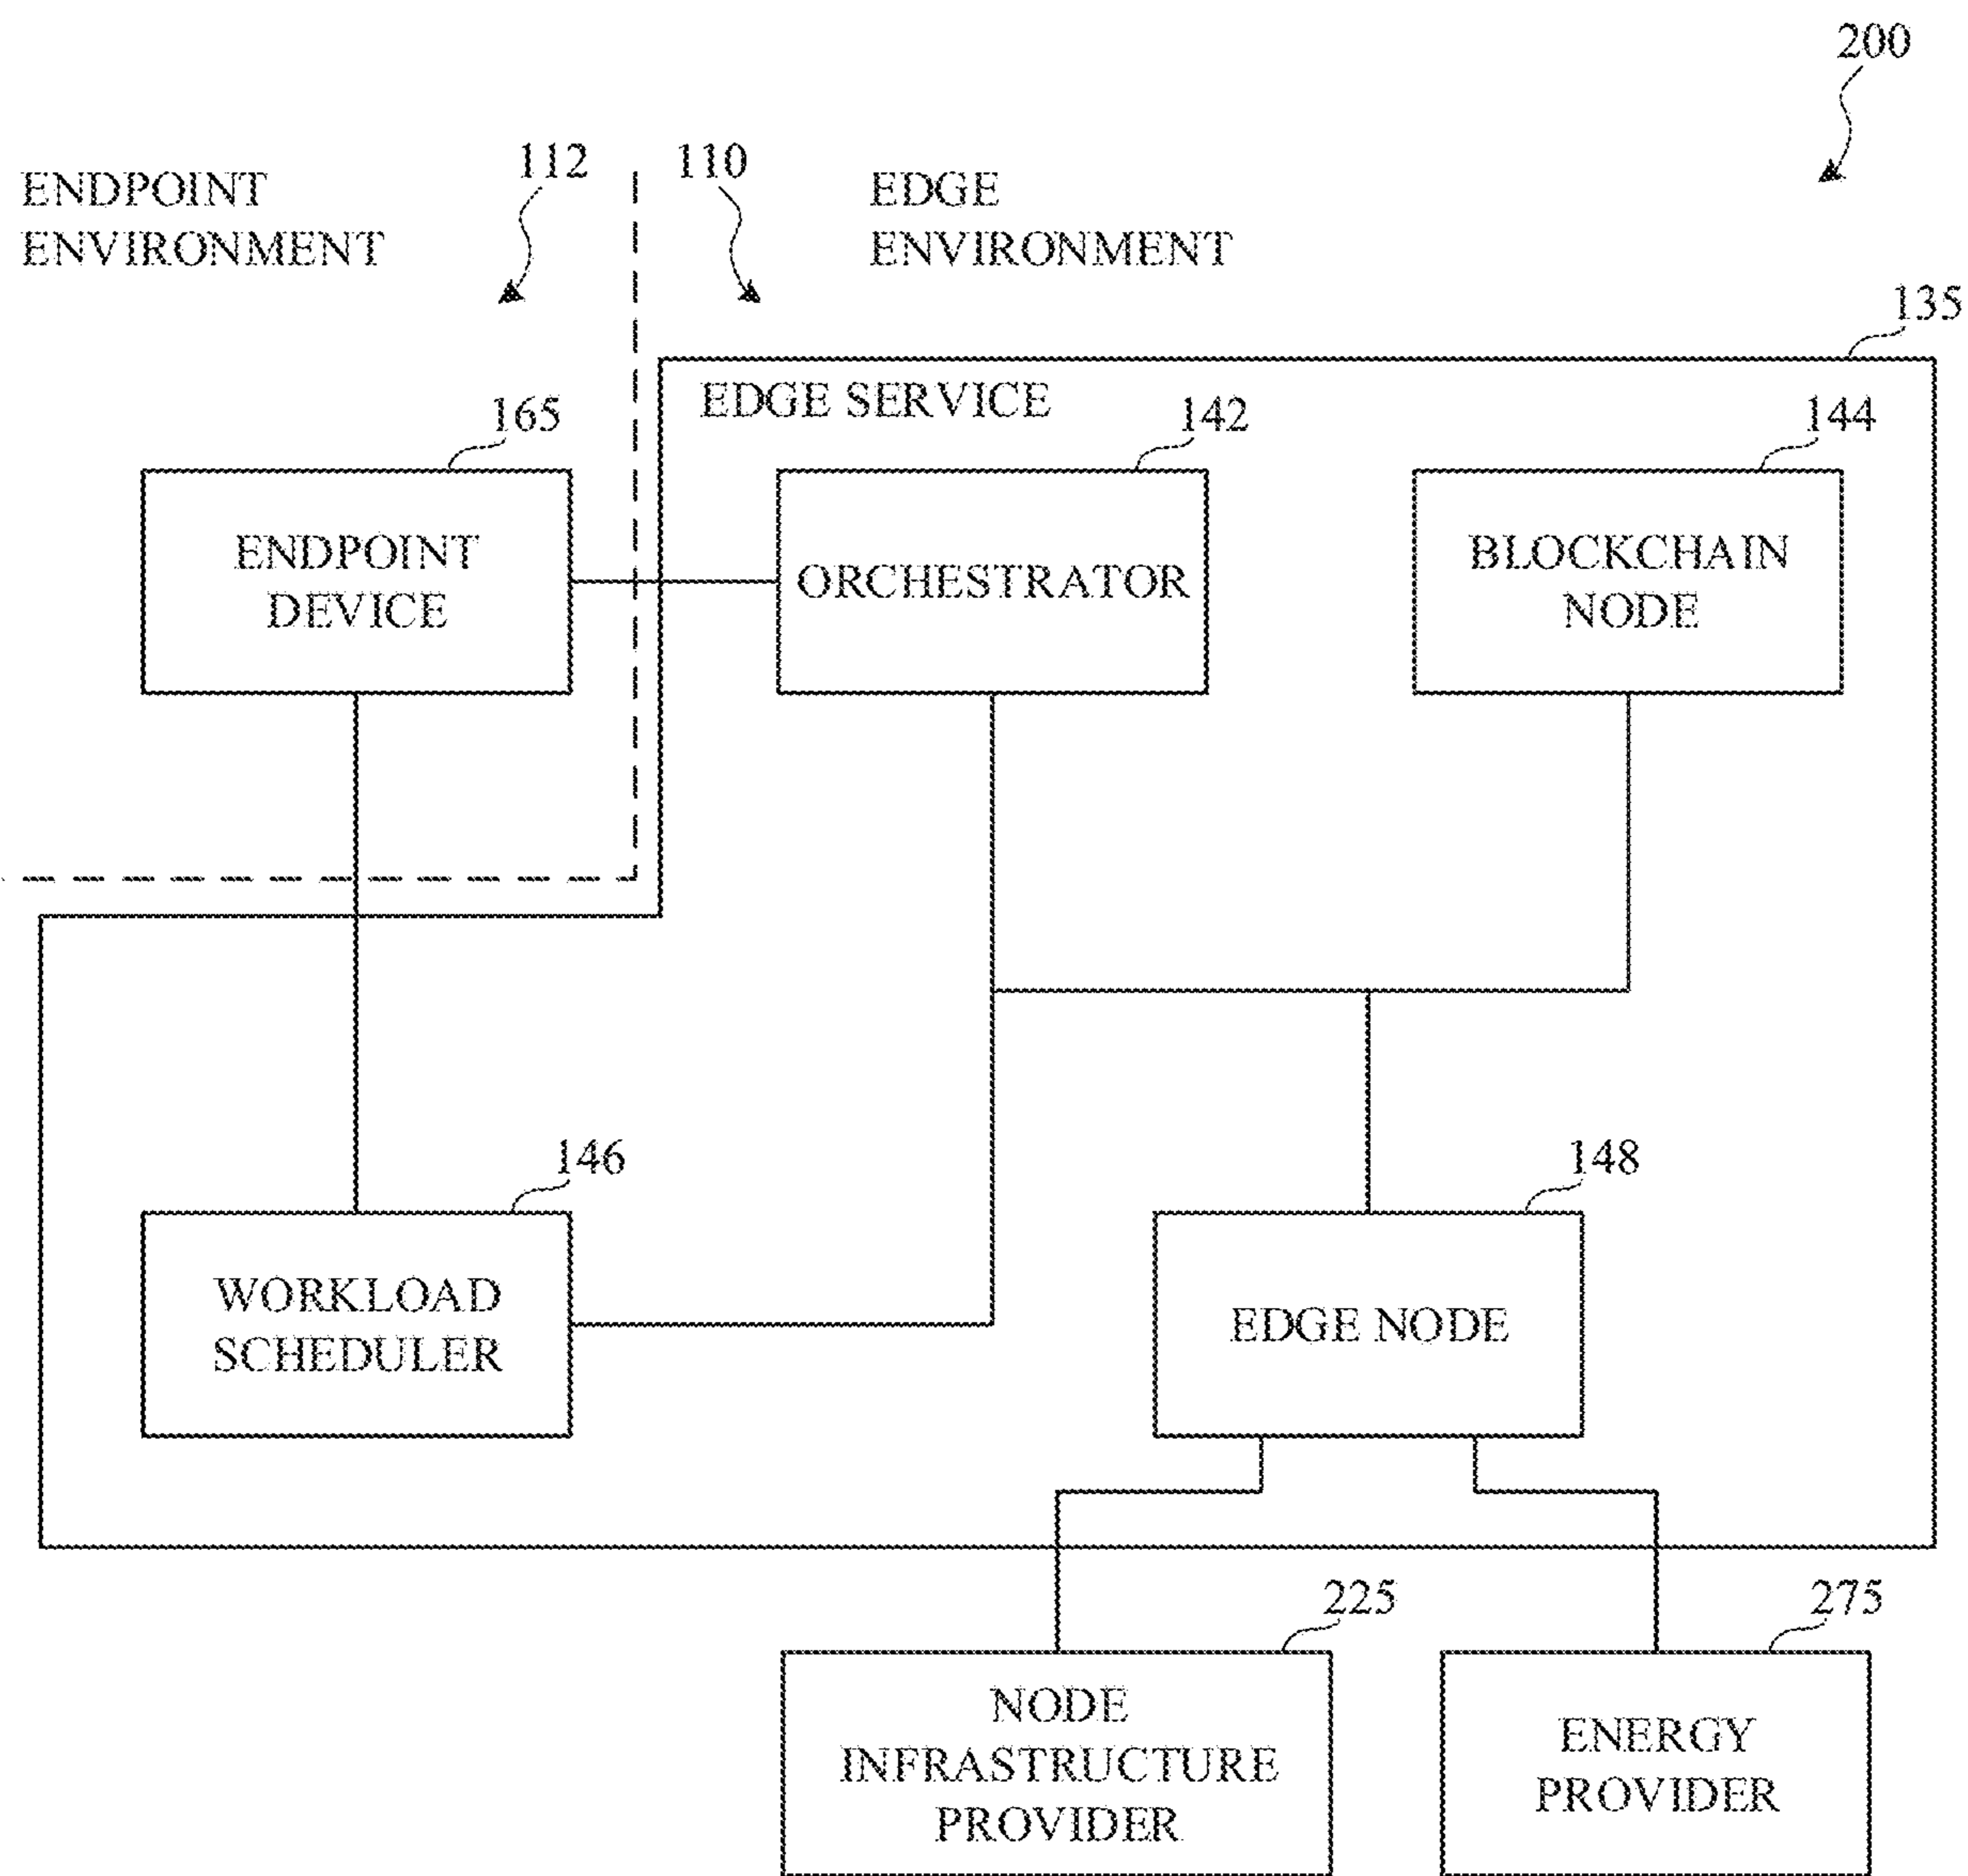 200
ENDPOINT
ENVIRONMENT
112
110
EDGE
ENVIRONMENT
135
EDGE SERVICE
165
142
144
ENDPOINT
DEVICE
ORCHESTRATOR
BLOCKCHAIN
NODE
146
148
WORKLOAD
SCHEDULER
EDGE NODE
225
275
NODE
INFRASTRUCTURE
PROVIDER
ENERGY
PROVIDER